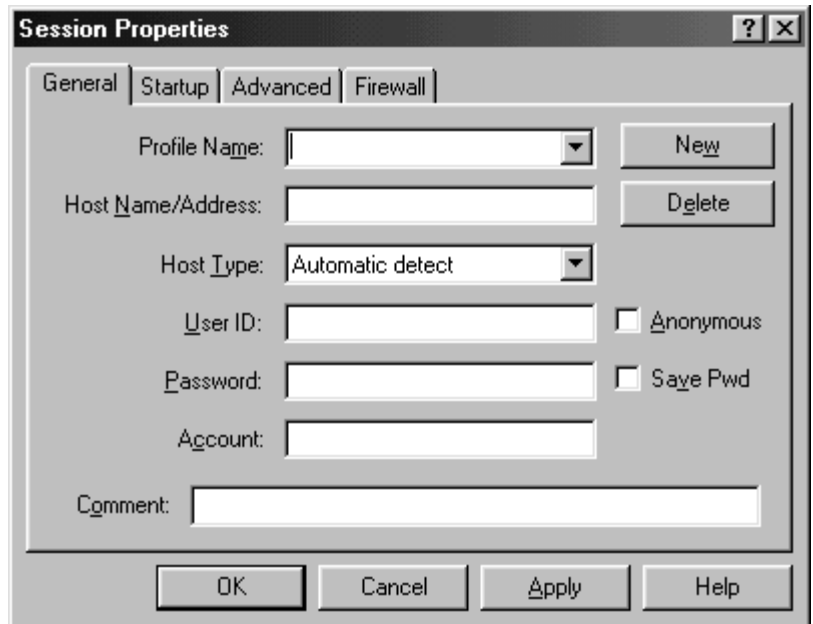 Session Properties
General Startup Advanced Firewall
Profile Name: New
Host Name/Address: Delete
Host Type: Automatic detect
User ID: Anonymous
Password: Save Pwd
Account:
Comment:
OK Cancel Apply Help